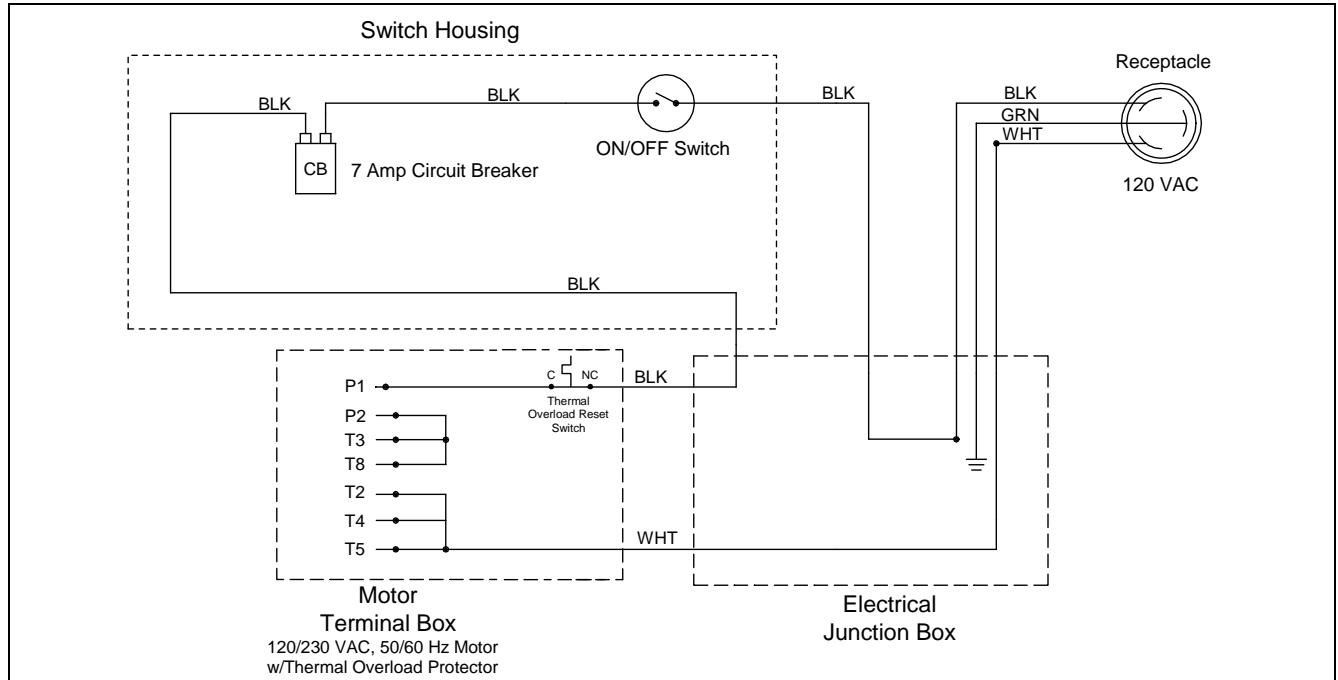 Switch Housing
Receptacle
BLK
BLK
BLK
BLK
GRN
WHT
ON/OFF Switch
CB
7 Amp Circuit Breaker
120 VAC
BLK
P1
C
NC
BLK
Thermal
Overload Reset
Switch
P2
T3
T8
T2
T4
T5
WHT
Motor
Terminal Box
120/230 VAC, 50/60 Hz Motor
w/Thermal Overload Protector
Electrical
Junction Box